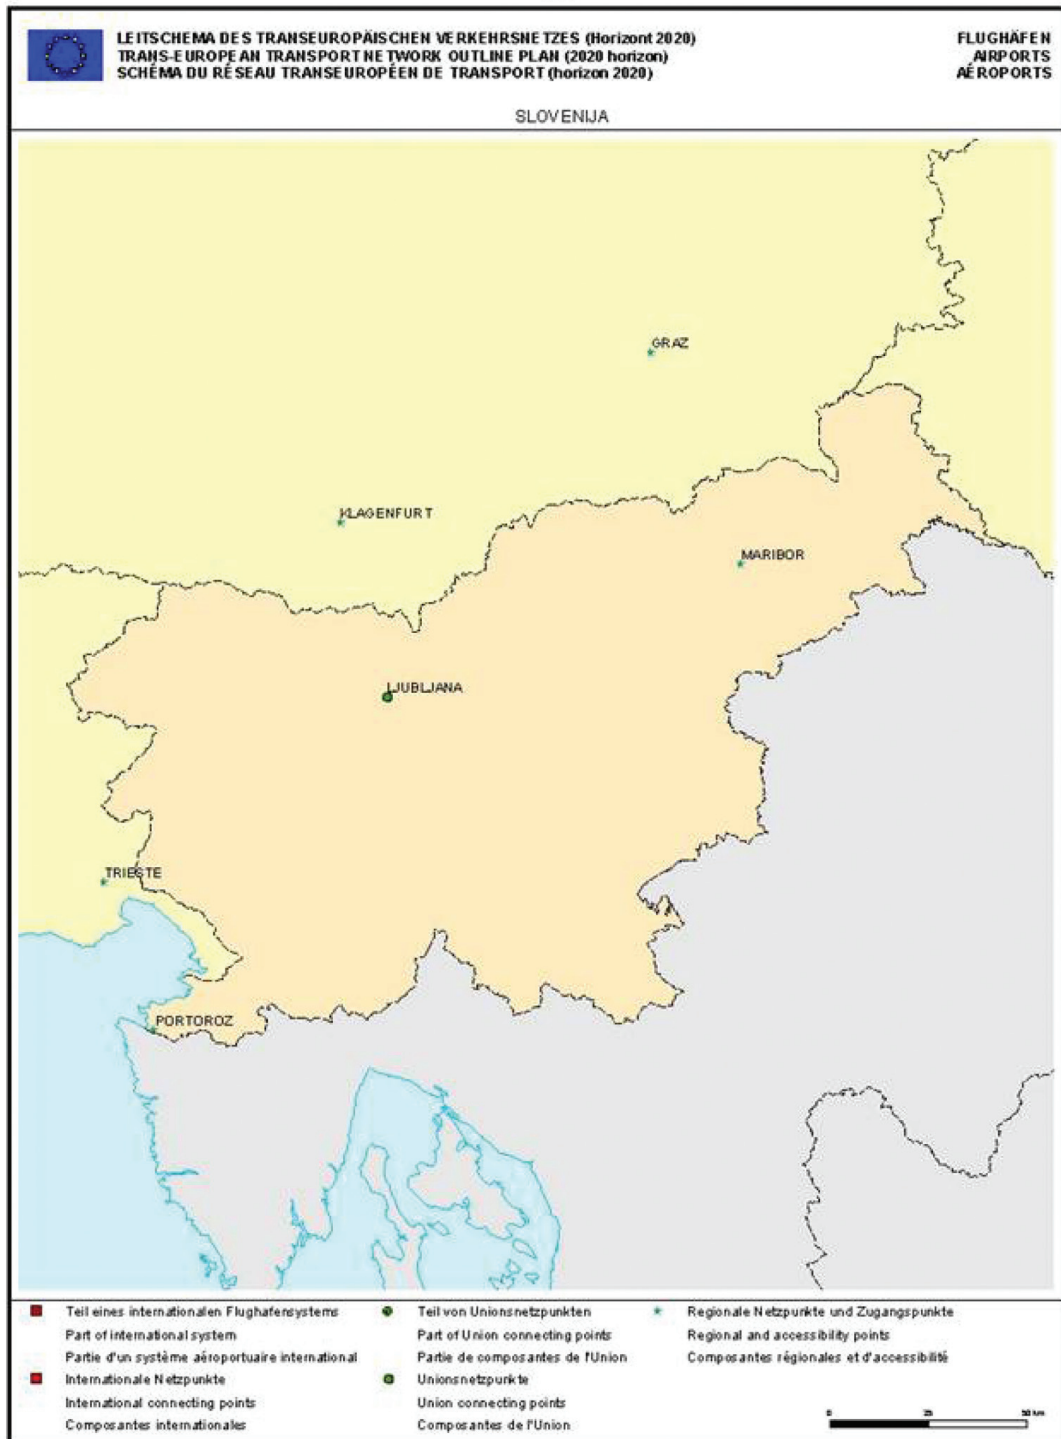 LEITSCHEMA DES TRANSEUROPÄISCHEN VERKEHRSNETZES (Horizont 2020)
TRANS-EUROPEAN TRANSPORT NETWORK OUTLINE PLAN (2020 horizon)
SCHÉMA DU RÉSEAU TRANSEUROPÉEN DE TRANSPORT (horizon 2020)
FLUGHÄFEN
AIRPORTS
AÉROPORTS
SLOVENIJA
GRAZ
KLAGENFURT
MARIBOR
LJUBLJANA
TRIESTE
PORTOROZ
Teil eines internationalen Flughafensystems
Part of international system
Partie d'un système aéroportuaire international
Internationale Netzpunkte
International connecting points
Composantes internationales
Teil von Unionsnetzpunkten
Part of Union connecting points
Partie de composantes de l'Union
Unionsnetzpunkte
Union connecting points
Composantes de l'Union
Regionale Netzpunkte und Zugangspunkte
Regional and accessibility points
Composantes régionales et d'accessibilité
0 25 50 km